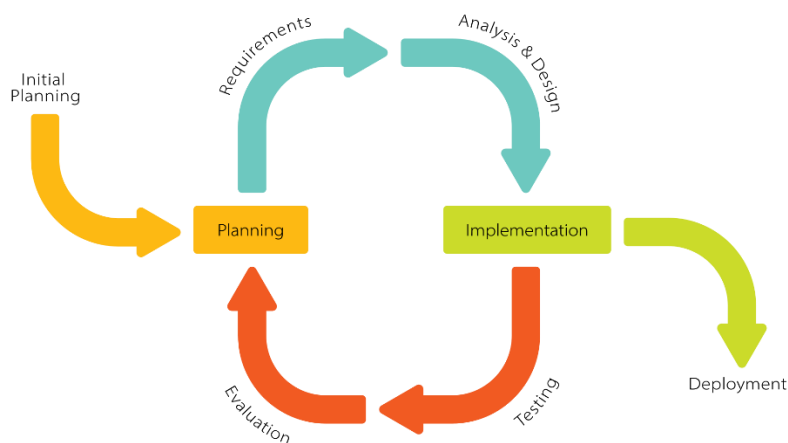 Initial
Planning
Requirements
Analysis & Design
Planning
Implementation
Evaluation
Testing
Deployment